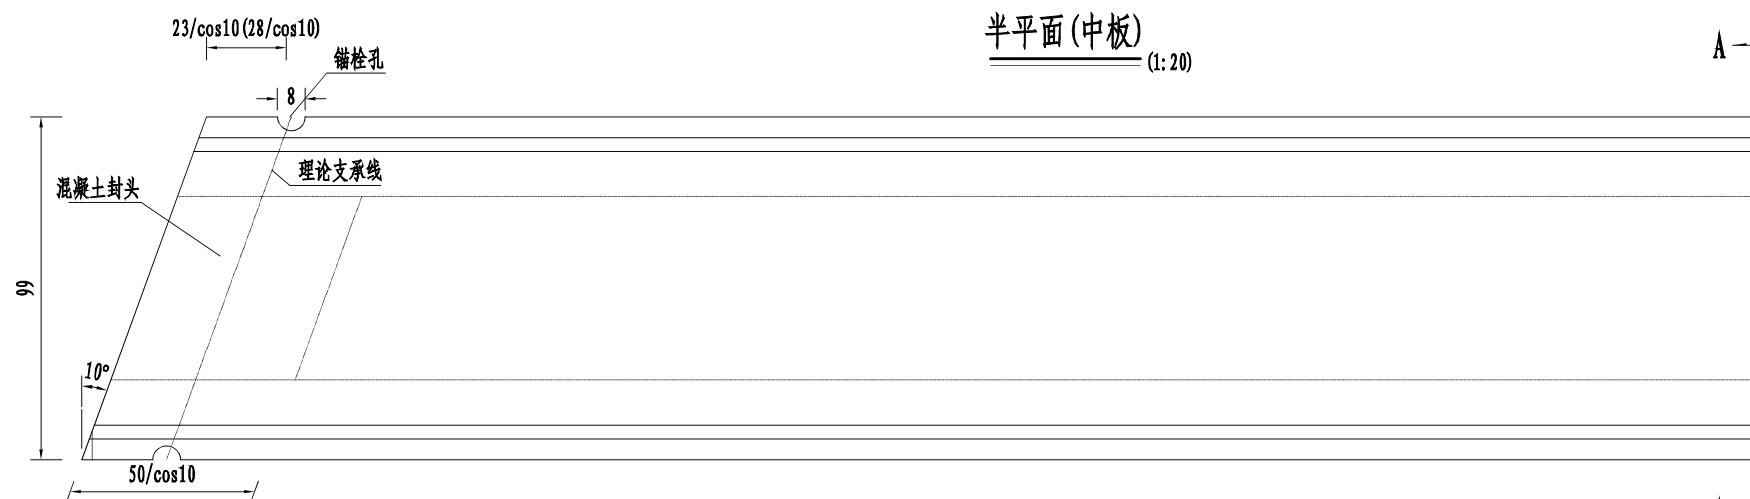 半平面(中板)
(1:20)
A
23/cos10(28/cos10)
锚栓孔
8
理论支承线
混凝土封头
99
10°
50/cos10